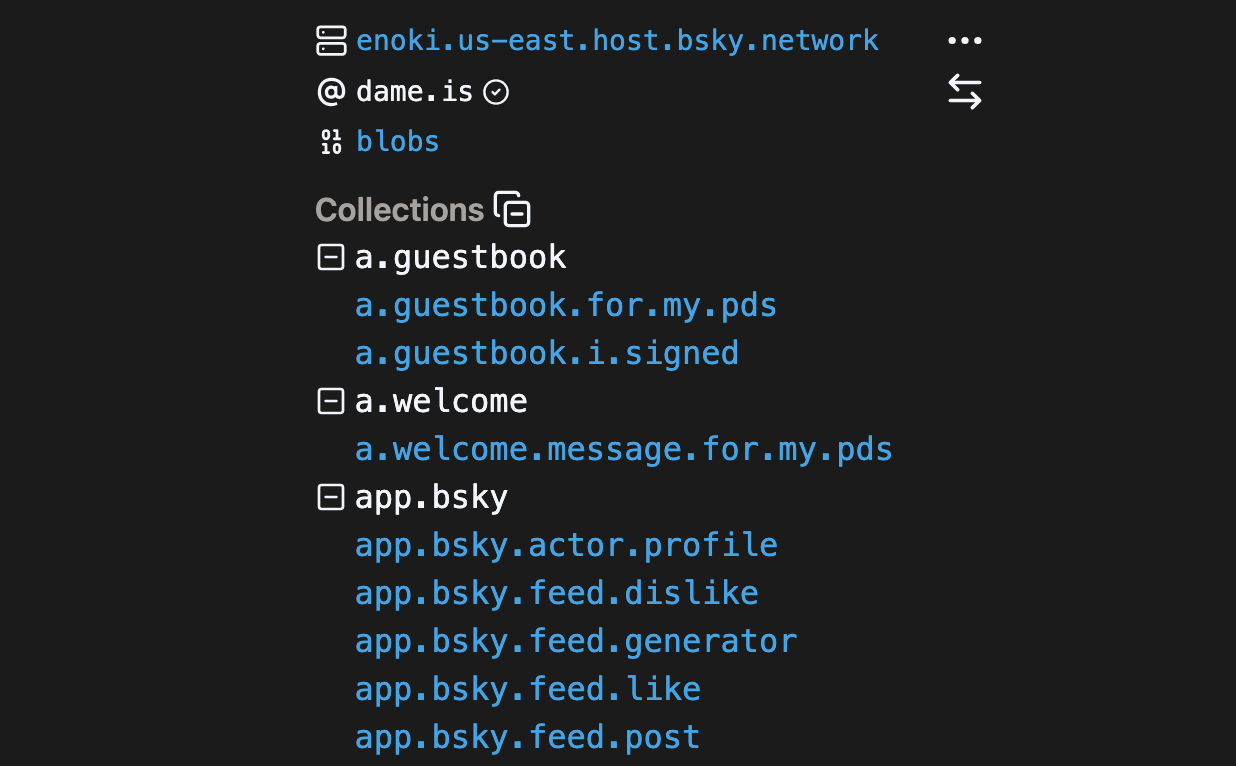 enoki.us-east.host.bsky.network
@ dame.is
0110 blobs
Collections
a.guestbook
a.guestbook.for.my.pds
a.guestbook.i.signed
a.welcome
a.welcome.message.for.my.pds
app.bsky
app.bsky.actor.profile
app.bsky.feed.dislike
app.bsky.feed.generator
app.bsky.feed.like
app.bsky.feed.post